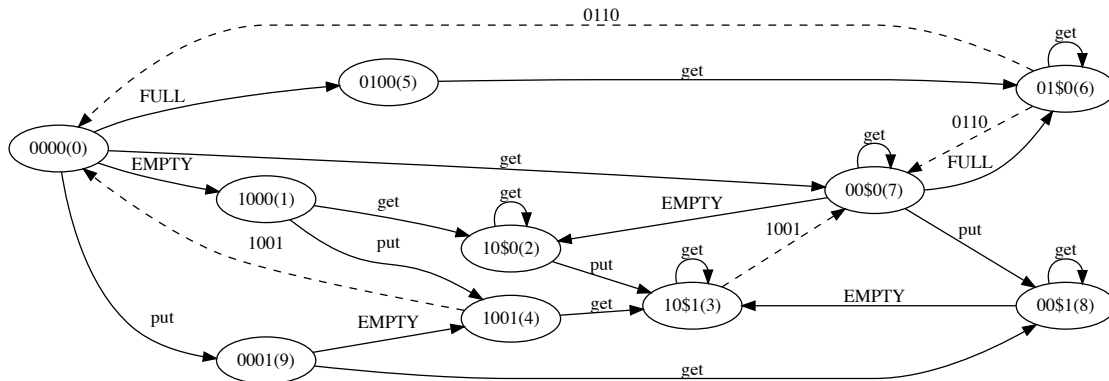 0110
get
0100(5)
get
01$0(6)
FULL
0110
get
0000(0)
EMPTY
get
FULL
1000(1)
get
get
EMPTY
00$0(7)
1001
put
10$0(2)
1001
put
put
get
get
put
1001(4)
get
10$1(3)
EMPTY
00$1(8)
EMPTY
0001(9)
get